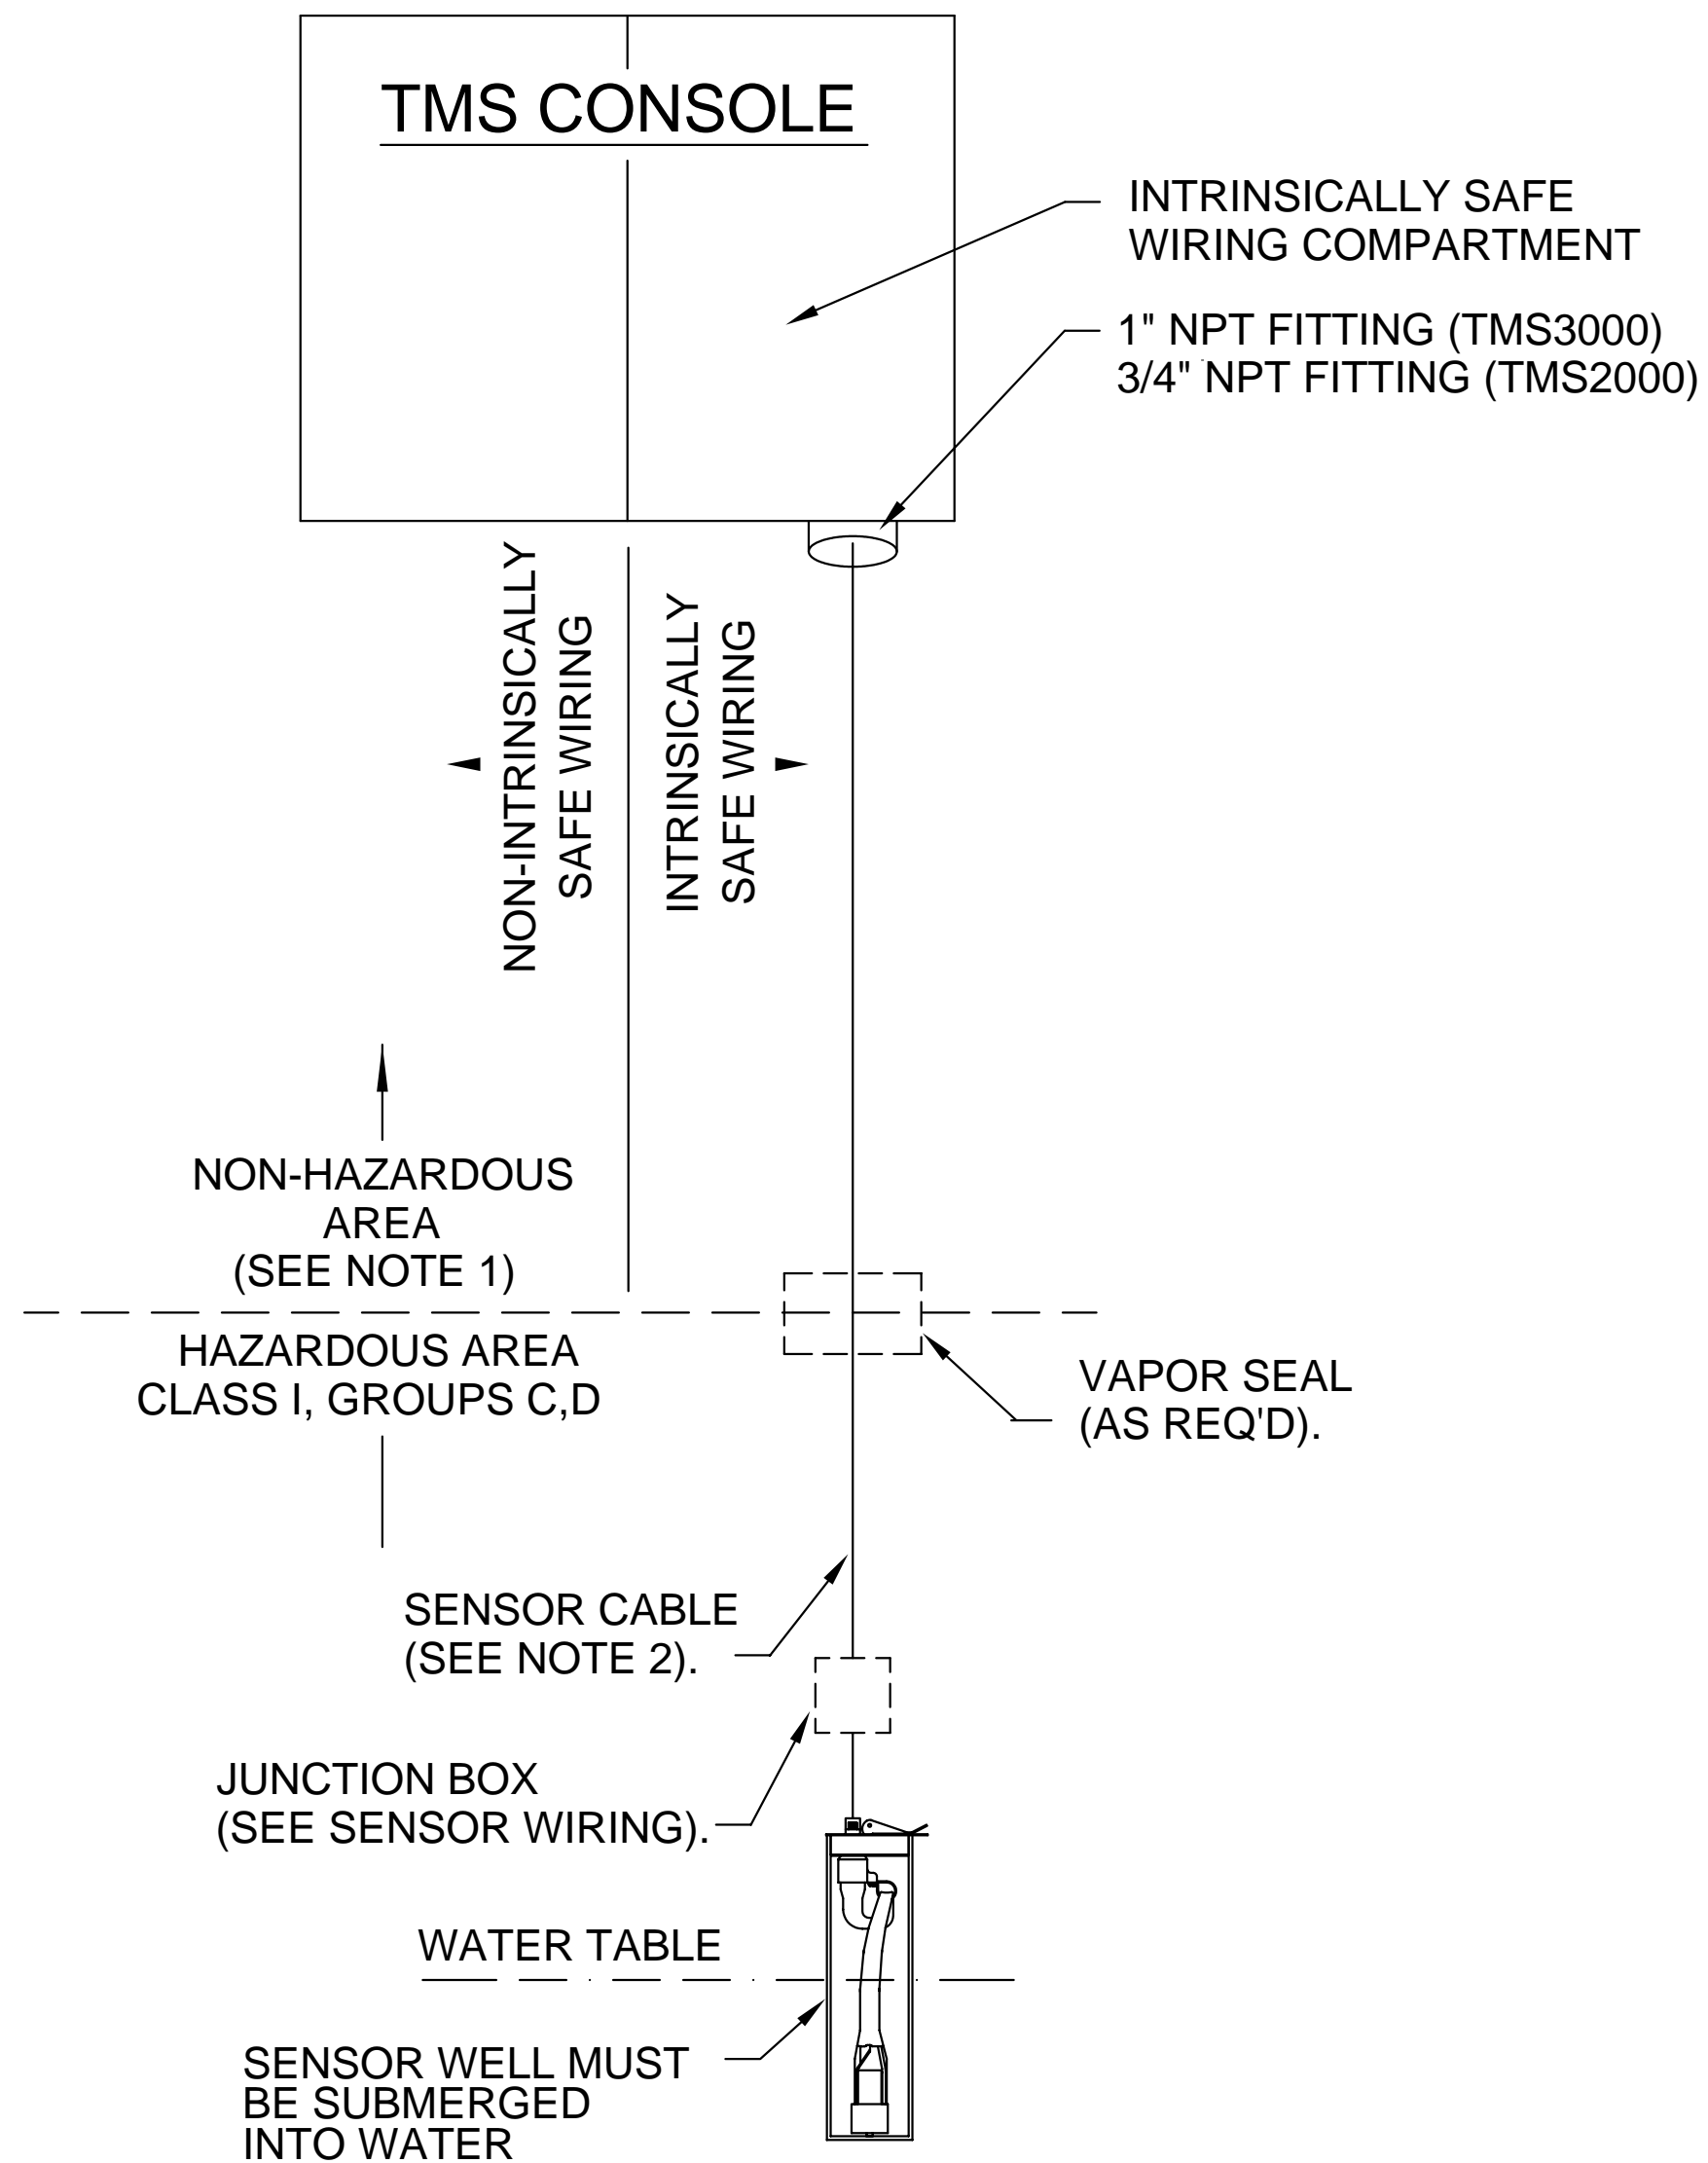 TMS CONSOLE
INTRINSICALLY SAFE
WIRING COMPARTMENT
1" NPT FITTING (TMS3000)
3/4" NPT FITTING (TMS2000)
NON-INTRINSICALLY
SAFE WIRING
INTRINSICALLY
SAFE WIRING
NON-HAZARDOUS
AREA
(SEE NOTE 1)
HAZARDOUS AREA
CLASS I, GROUPS C,D
VAPOR SEAL
(AS REQ'D).
SENSOR CABLE
(SEE NOTE 2).
JUNCTION BOX
(SEE SENSOR WIRING).
WATER TABLE
SENSOR WELL MUST
BE SUBMERGED
INTO WATER